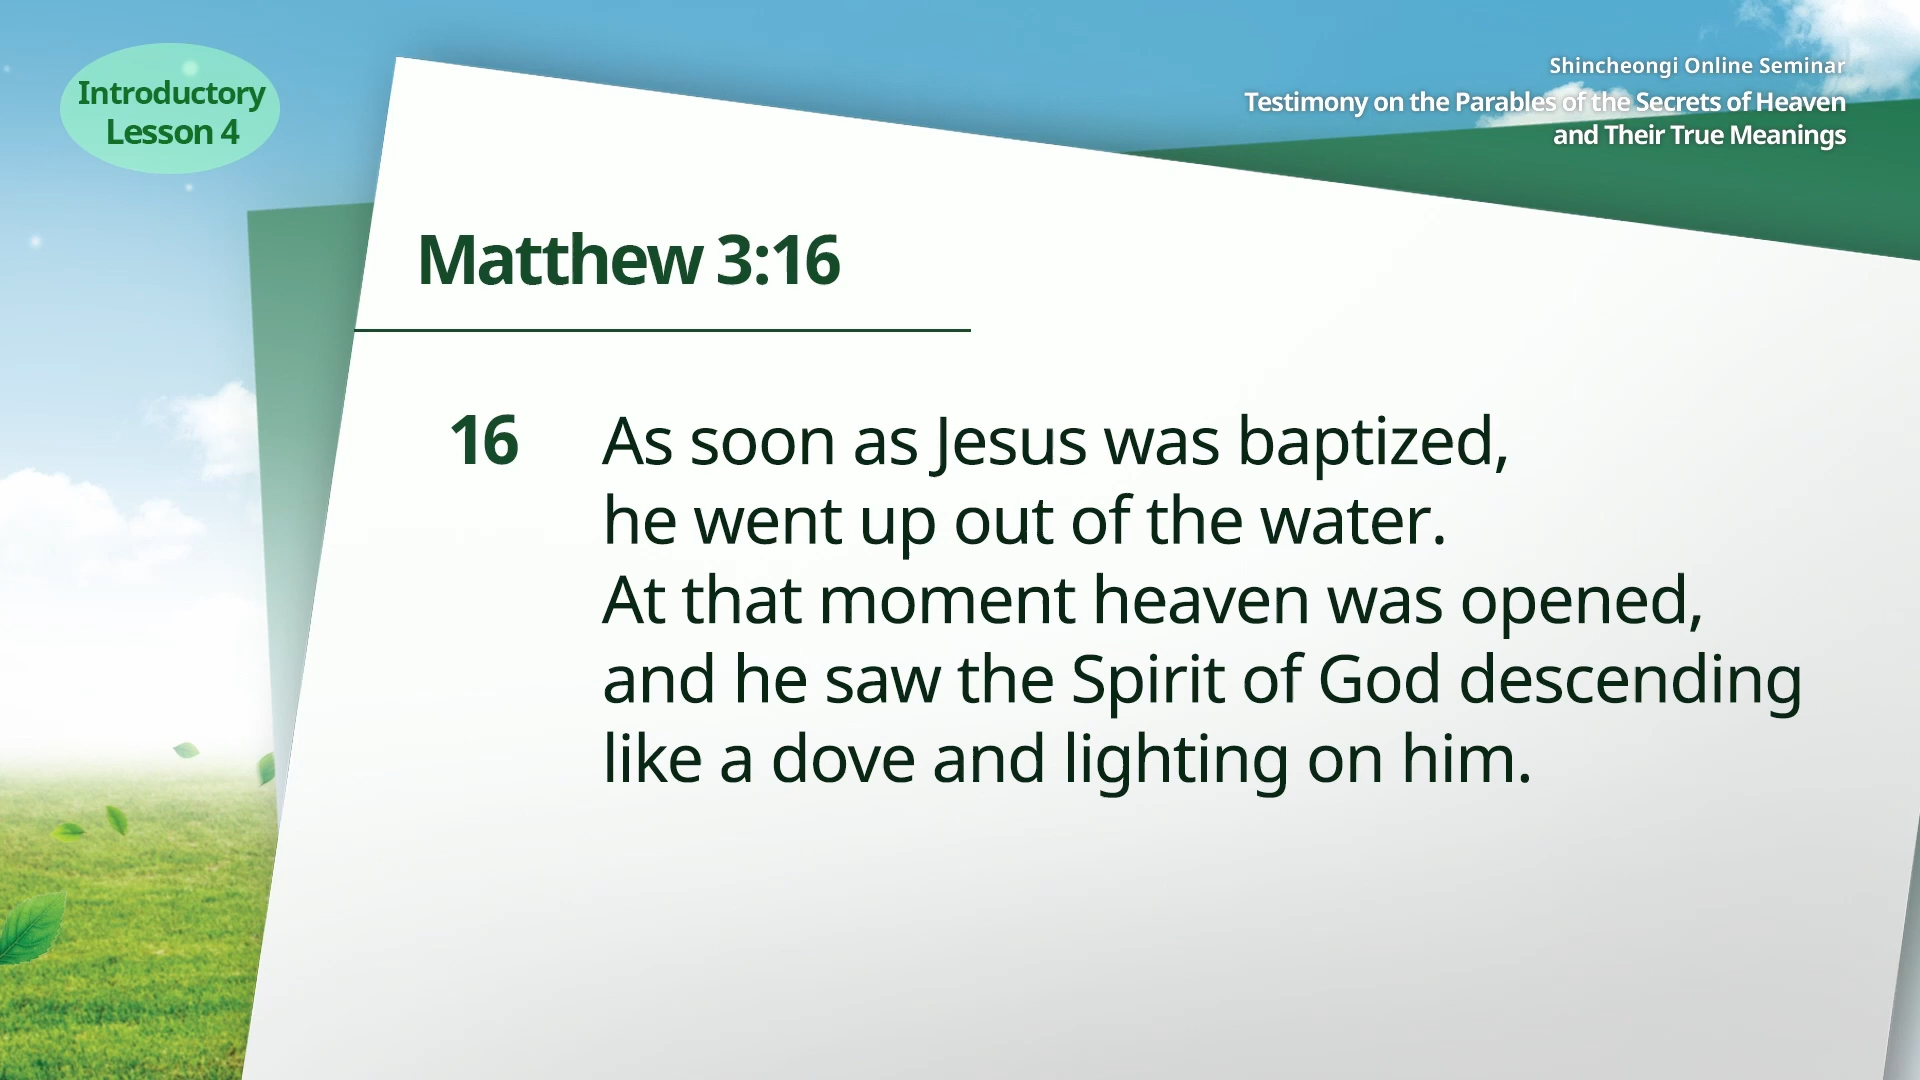 Introductory
Lesson 4
Shincheongi Online Seminar
Testimony on the Parables of the Secrets of Heaven
and Their True Meanings
Matthew 3:16
16 As soon as Jesus was baptized,
he went up out of the water.
At that moment heaven was opened,
and he saw the Spirit of God descending
like a dove and lighting on him.